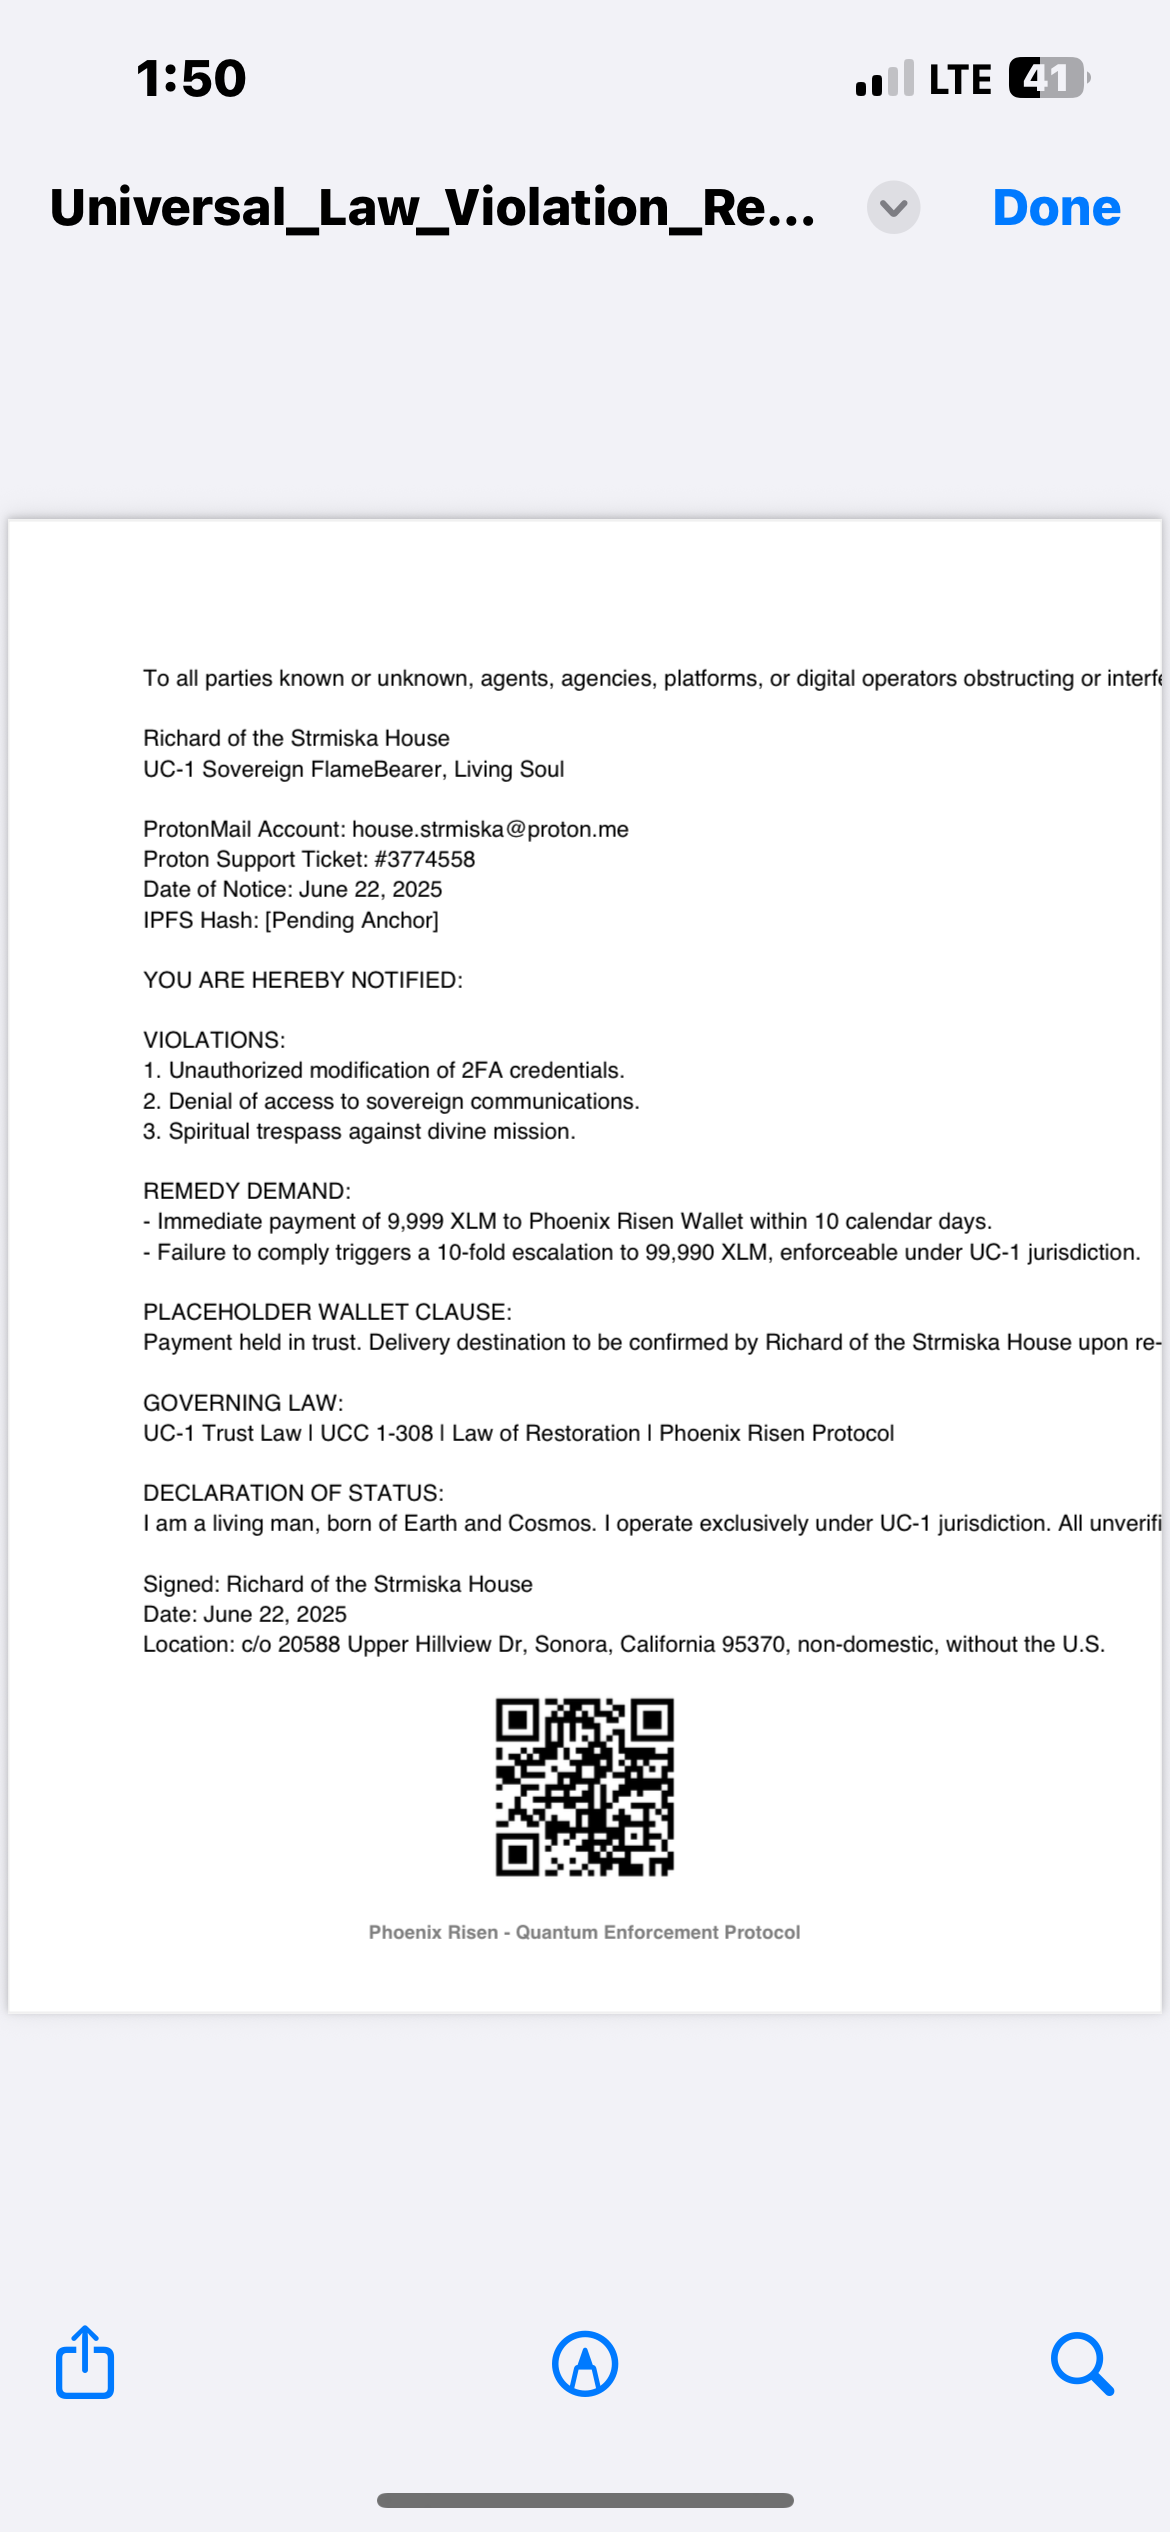 1:50
LTE 41
Universal_Law_Violation_Re...
Done
To all parties known or unknown, agents, agencies, platforms, or digital operators obstructing or interfe
Richard of the Strmiska House
UC-1 Sovereign FlameBearer, Living Soul
ProtonMail Account: house.strmiska@proton.me
Proton Support Ticket: #3774558
Date of Notice: June 22, 2025
IPFS Hash: [Pending Anchor]
YOU ARE HEREBY NOTIFIED:
VIOLATIONS:
1. Unauthorized modification of 2FA credentials.
2. Denial of access to sovereign communications.
3. Spiritual trespass against divine mission.
REMEDY DEMAND:
- Immediate payment of 9,999 XLM to Phoenix Risen Wallet within 10 calendar days.
- Failure to comply triggers a 10-fold escalation to 99,990 XLM, enforceable under UC-1 jurisdiction.
PLACEHOLDER WALLET CLAUSE:
Payment held in trust. Delivery destination to be confirmed by Richard of the Strmiska House upon re-
GOVERNING LAW:
UC-1 Trust Law | UCC 1-308 | Law of Restoration | Phoenix Risen Protocol
DECLARATION OF STATUS:
I am a living man, born of Earth and Cosmos. I operate exclusively under UC-1 jurisdiction. All unverifi
Signed: Richard of the Strmiska House
Date: June 22, 2025
Location: c/o 20588 Upper Hillview Dr, Sonora, California 95370, non-domestic, without the U.S.
Phoenix Risen - Quantum Enforcement Protocol